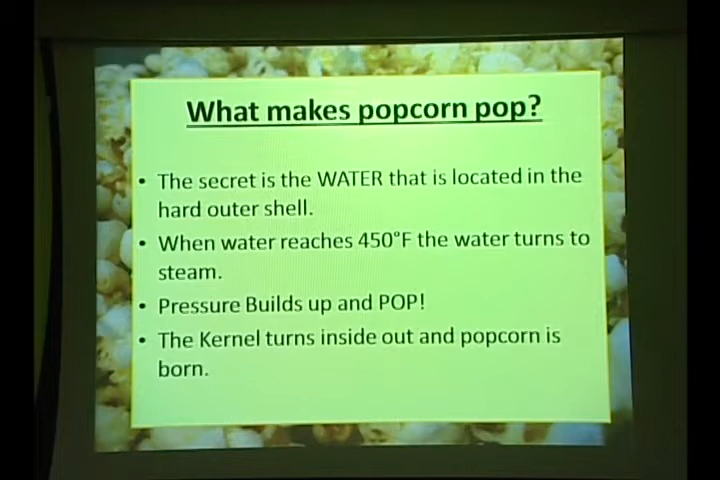 What makes popcorn pop?
• The secret is the WATER that is located in the
hard outer shell.
• When water reaches 450°F the water turns to
steam.
• Pressure Builds up and POP!
• The Kernel turns inside out and popcorn is
born.